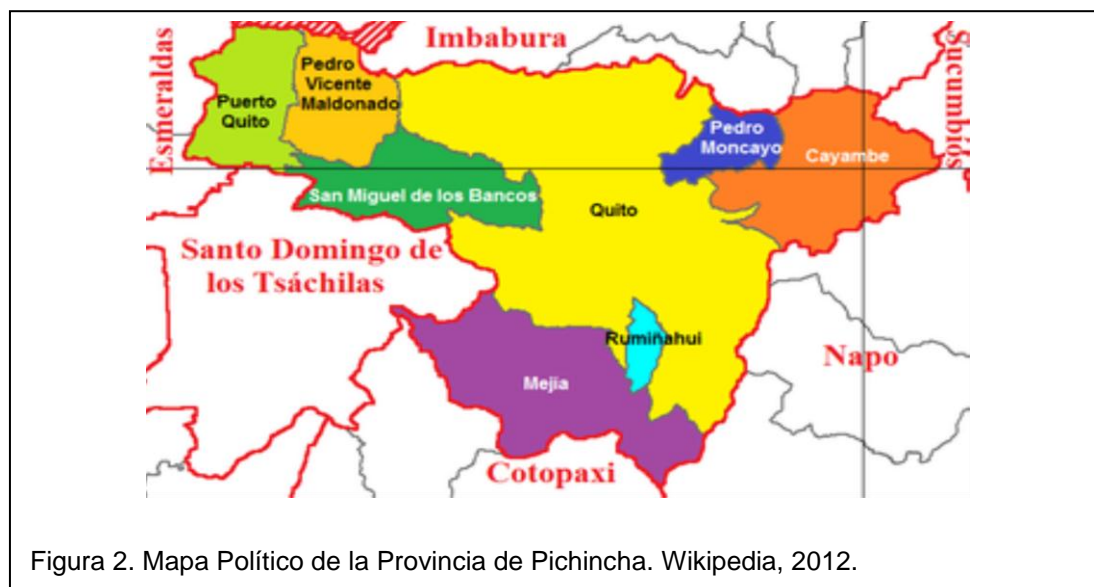 Esmeraldas
Imbabura
Sucumbíos
Pedro
Vicente
Maldonado
Puerto
Quito
Pedro
Moncayo
Cayambe
San Miguel de los Bancos
Quito
Santo Domingo de
los Tsáchilas
Rumiñahui
Napo
Mejía
Cotopaxi
Figura 2. Mapa Político de la Provincia de Pichincha. Wikipedia, 2012.